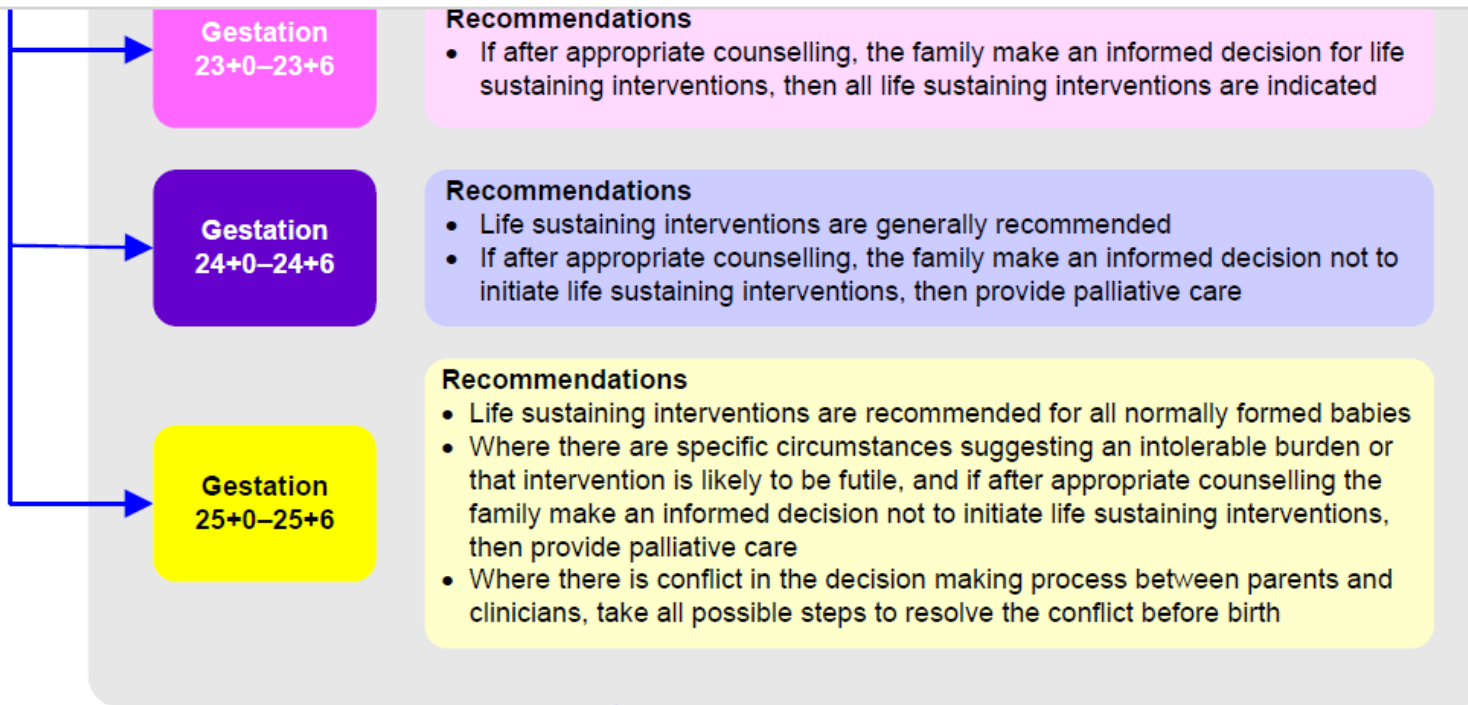 Gestation
23+0–23+6
Recommendations
• If after appropriate counselling, the family make an informed decision for life
sustaining interventions, then all life sustaining interventions are indicated
Gestation
24+0–24+6
Recommendations
• Life sustaining interventions are generally recommended
• If after appropriate counselling, the family make an informed decision not to
initiate life sustaining interventions, then provide palliative care
Gestation
25+0–25+6
Recommendations
• Life sustaining interventions are recommended for all normally formed babies
• Where there are specific circumstances suggesting an intolerable burden or
that intervention is likely to be futile, and if after appropriate counselling the
family make an informed decision not to initiate life sustaining interventions,
then provide palliative care
• Where there is conflict in the decision making process between parents and
clinicians, take all possible steps to resolve the conflict before birth